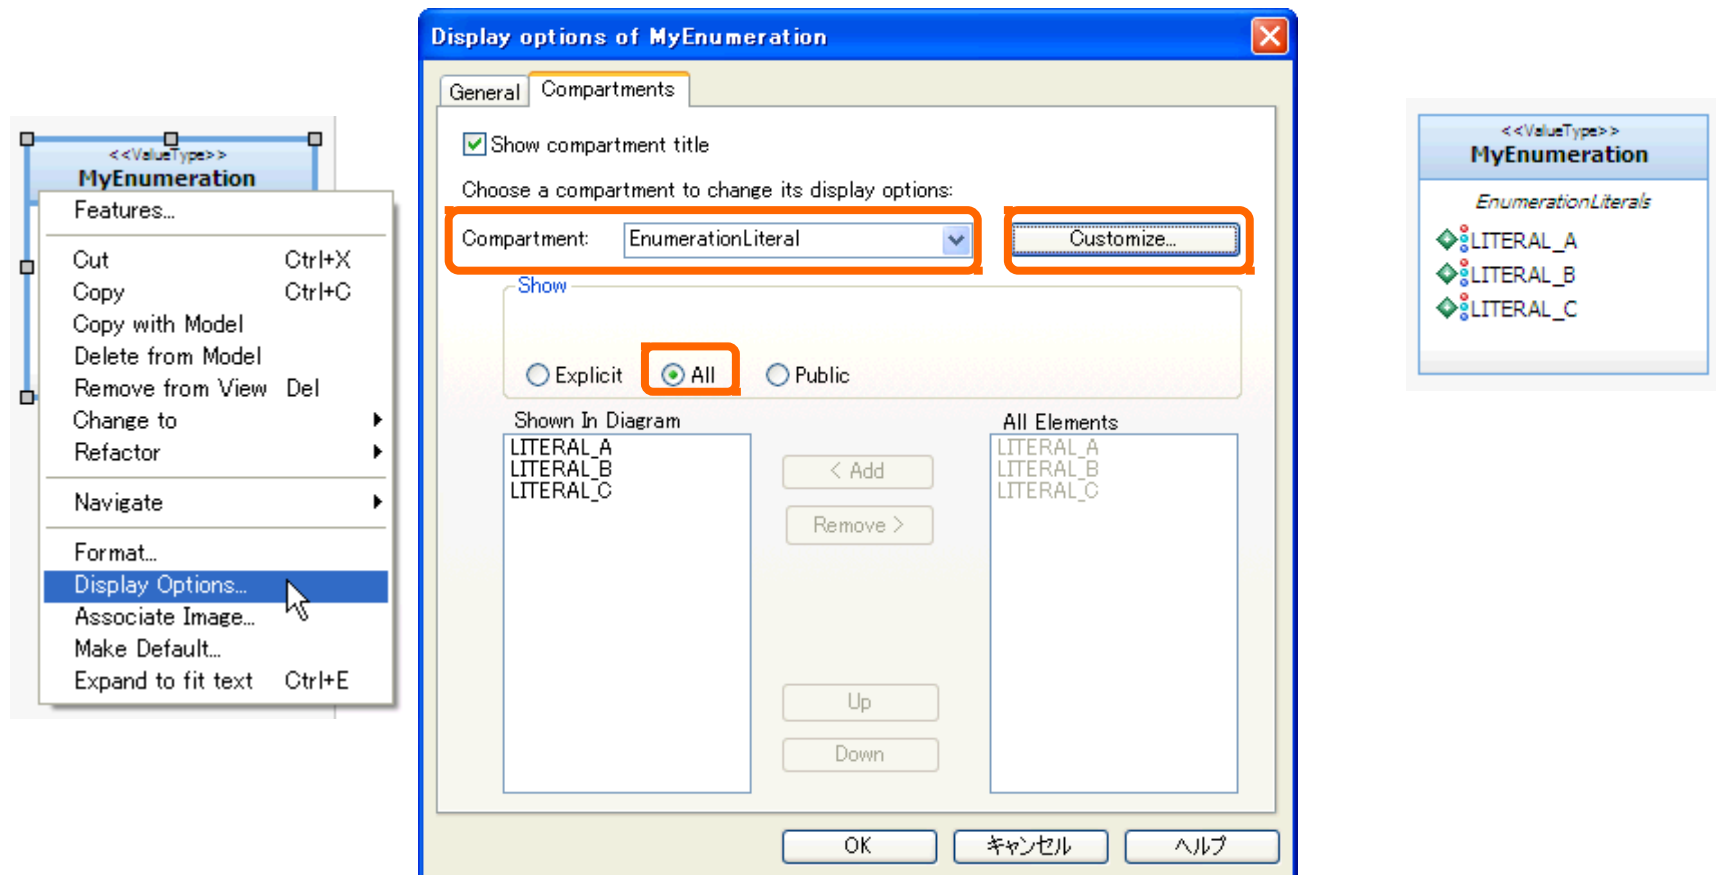 <<ValueType>>
MyEnumeration
Features...
Cut Ctrl+X
Copy Ctrl+C
Copy with Model
Delete from Model
Remove from View Del
Change to
Refactor
Navigate
Format...
Display Options...
Associate Image...
Make Default...
Expand to fit text Ctrl+E
Display options of MyEnumeration
General Compartments
Show compartment title
Choose a compartment to change its display options:
Compartment: EnumerationLiteral Customize...
Show
Explicit All Public
Shown In Diagram
LITERAL_A
LITERAL_B
LITERAL_C
< Add
Remove >
Up
Down
All Elements
LITERAL_A
LITERAL_B
LITERAL_C
OK キャンセル ヘルプ
<<ValueType>>
MyEnumeration
EnumerationLiterals
LITERAL_A
LITERAL_B
LITERAL_C